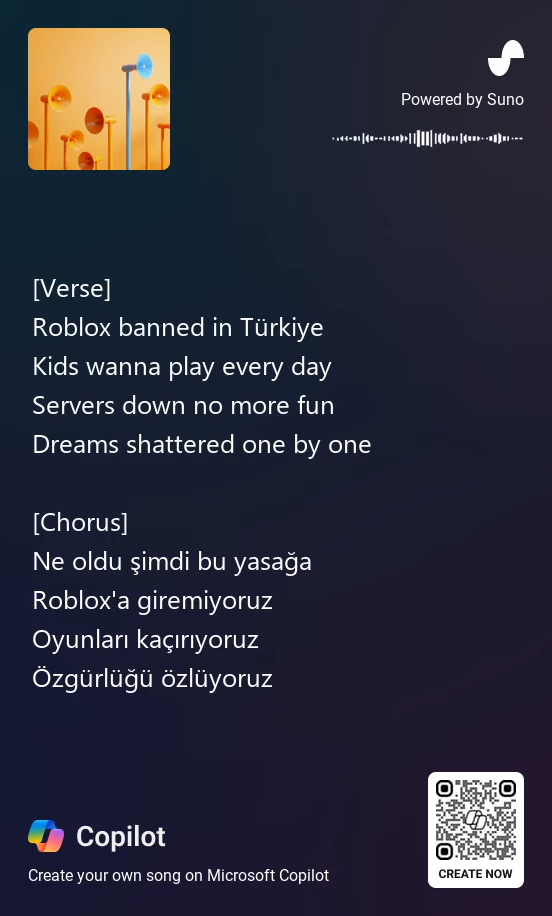 Powered by Suno
[Verse]
Roblox banned in Türkiye
Kids wanna play every day
Servers down no more fun
Dreams shattered one by one
[Chorus]
Ne oldu şimdi bu yasağa
Roblox'a giremiyoruz
Oyunları kaçırıyoruz
Özgürlüğü özlüyoruz
Copilot
Create your own song on Microsoft Copilot
CREATE NOW